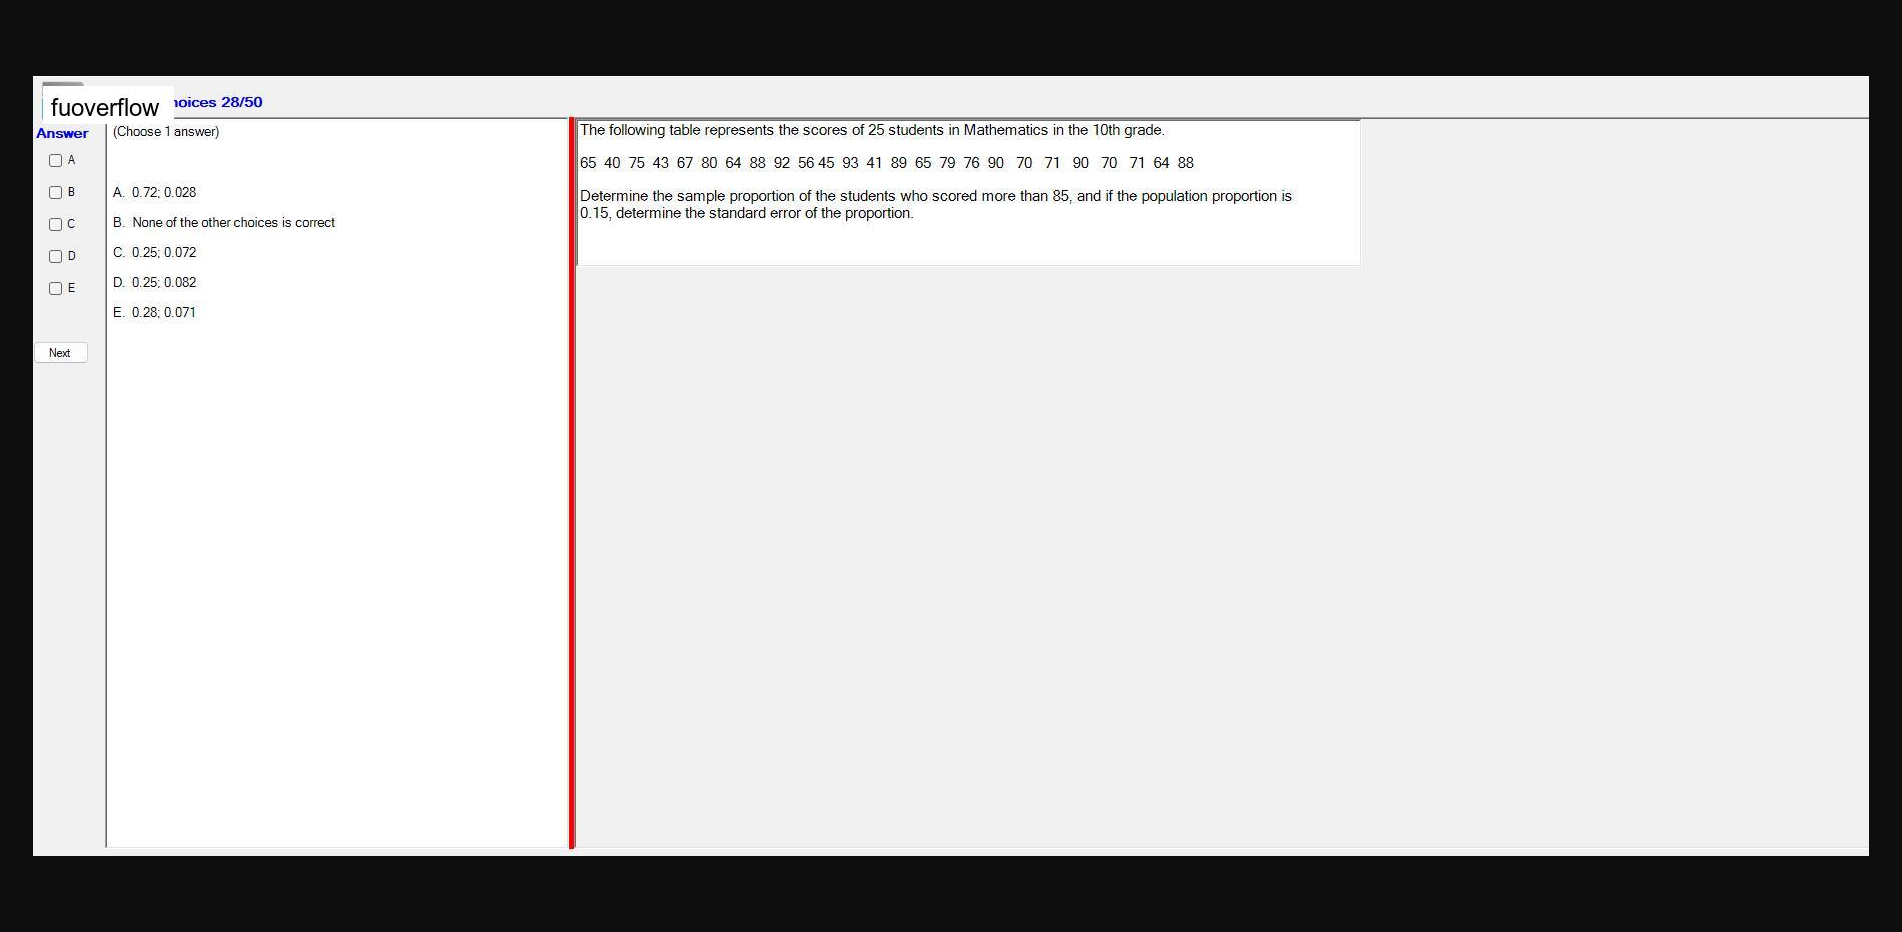 fuoverflow
hoices 28/50
Answer
(Choose 1 answer)
A
B
C
D
E
Next
A. 0.72; 0.028
B. None of the other choices is correct
C. 0.25; 0.072
D. 0.25; 0.082
E. 0.28; 0.071
The following table represents the scores of 25 students in Mathematics in the 10th grade.
65 40 75 43 67 80 64 88 92 56 45 93 41 89 65 79 76 90 70 71 90 70 71 64 88
Determine the sample proportion of the students who scored more than 85, and if the population proportion is
0.15, determine the standard error of the proportion.